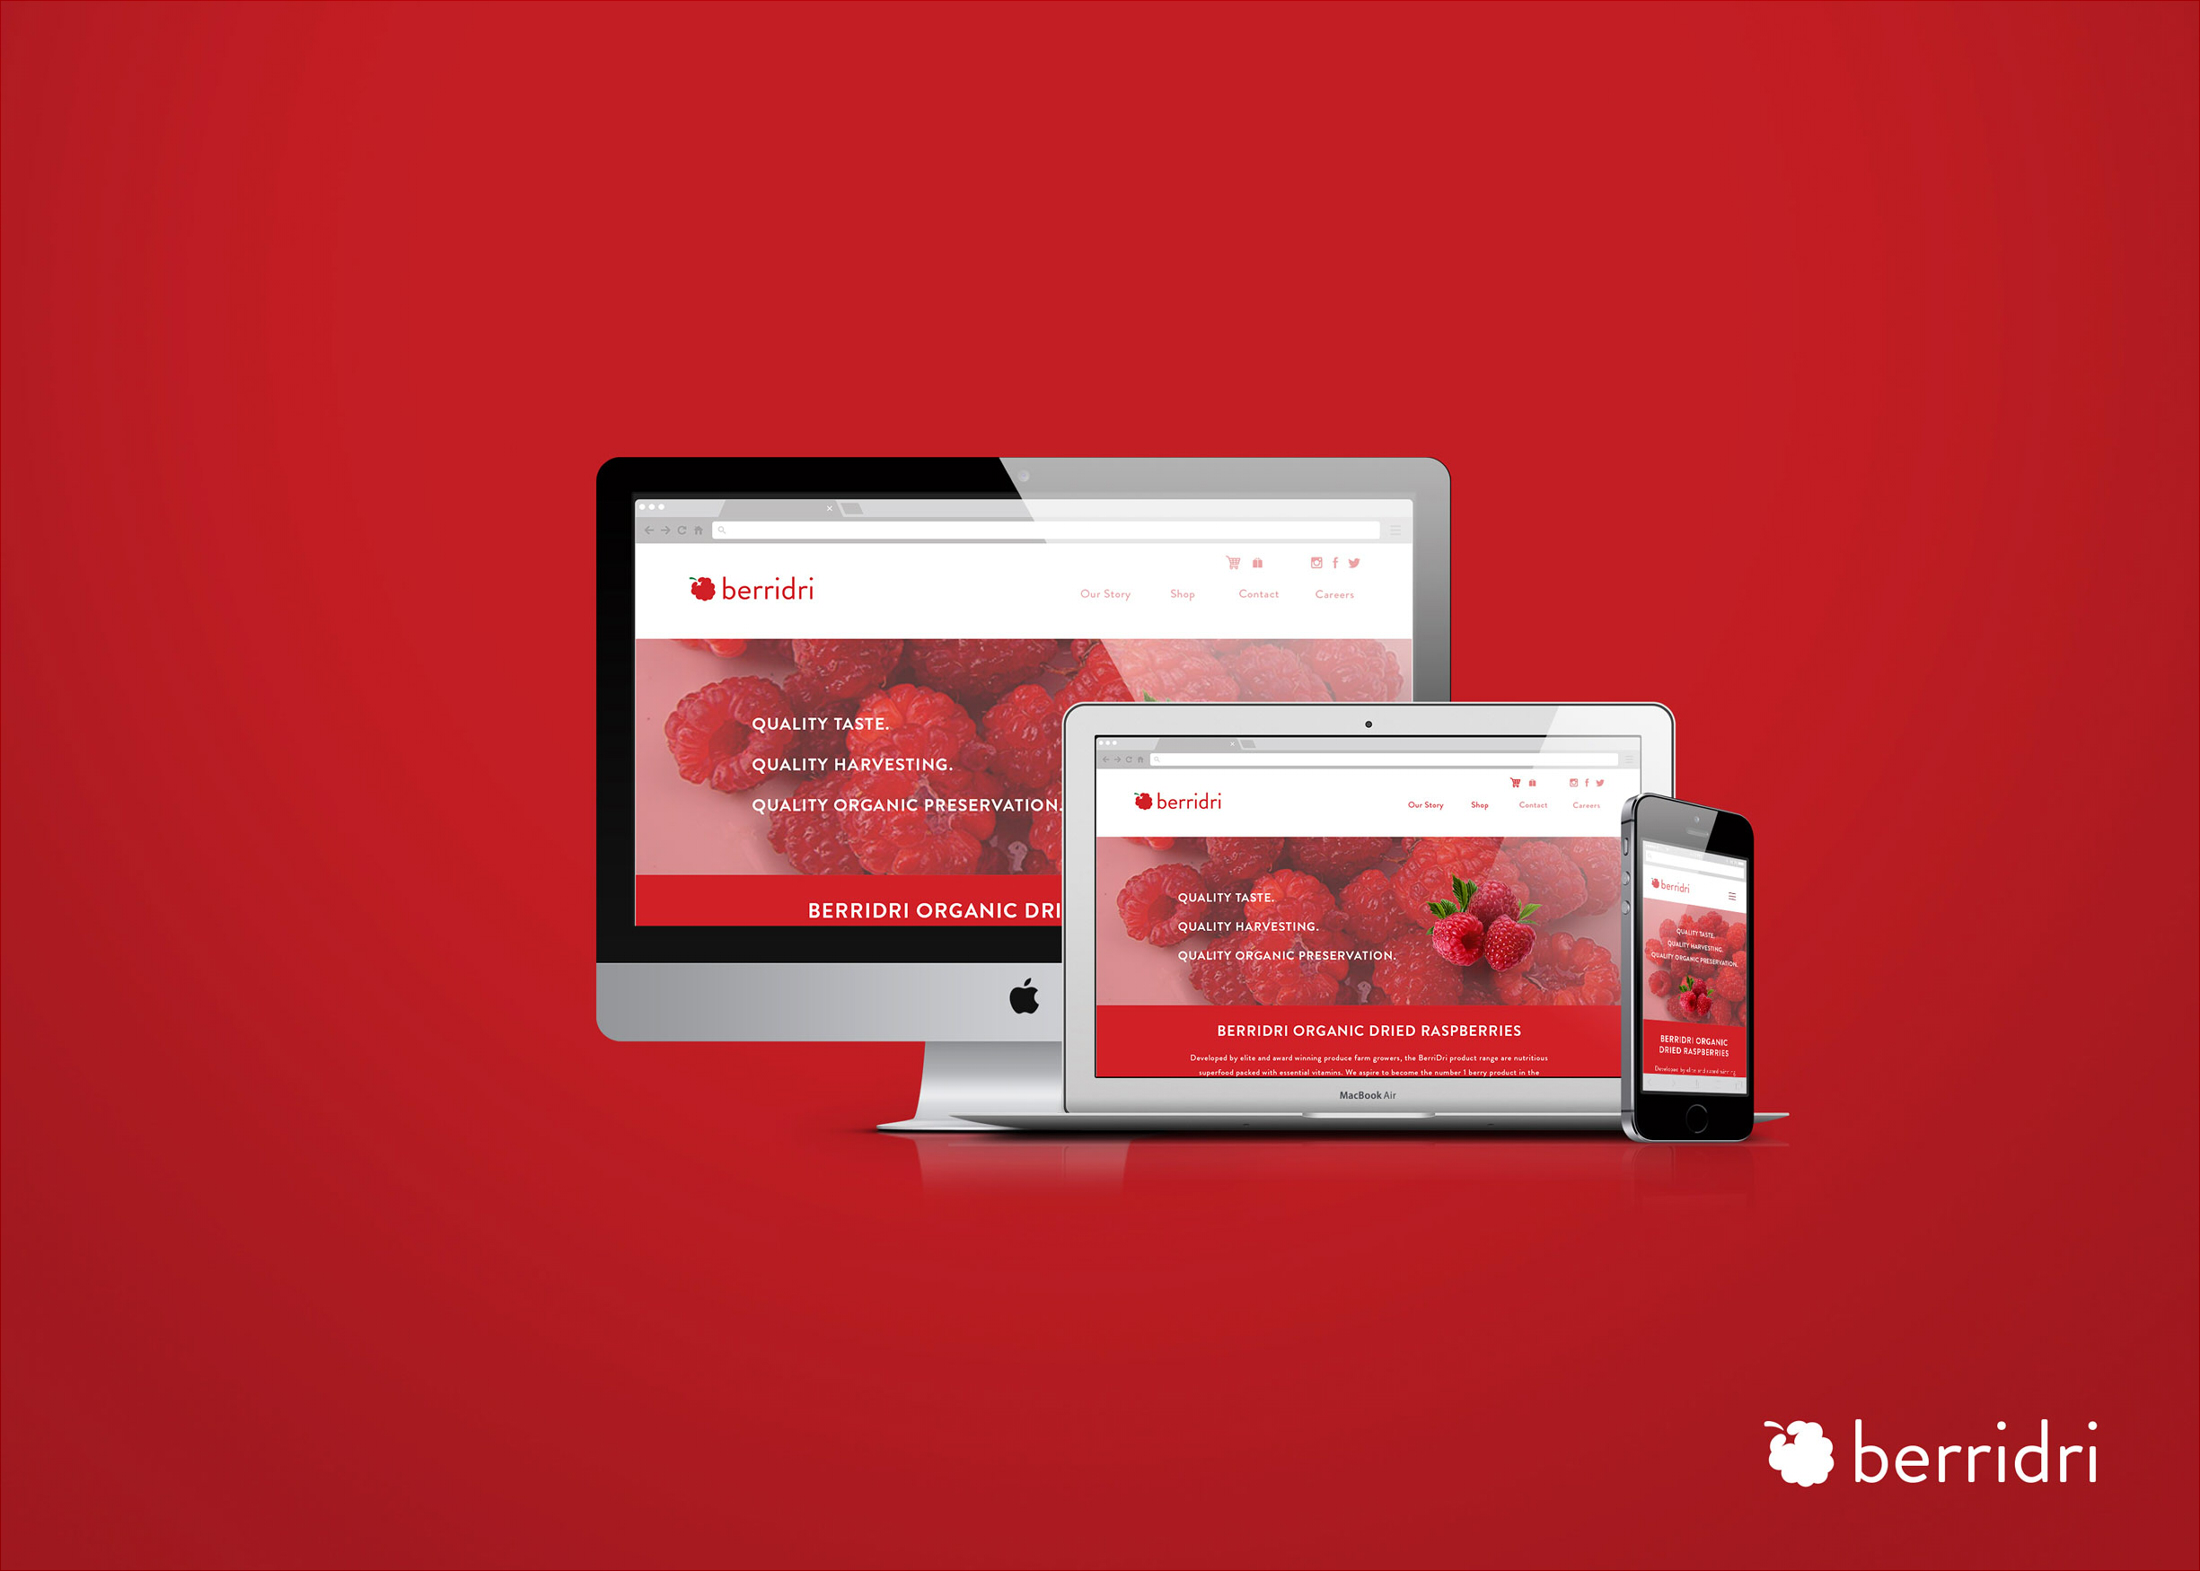 berridri
Our Story Shop Contact Careers
QUALITY TASTE.
QUALITY HARVESTING.
QUALITY ORGANIC PRESERVATION.
BERRIDRI ORGANIC DRI
berridri
Our Story Shop Contact Careers
QUALITY TASTE.
QUALITY HARVESTING.
QUALITY ORGANIC PRESERVATION.
BERRIDRI ORGANIC DRIED RASPBERRIES
Developed by elite and award winning produce farm growers, the BerriDri product range are nutritious
superfood packed with essential vitamins. We aspire to become the number 1 berry product in the
MacBook Air
berridri
QUALITY TASTE.
QUALITY HARVESTING.
QUALITY ORGANIC PRESERVATION.
BERRIDRI ORGANIC
DRIED RASPBERRIES
Developed by elite and award winning
berridri